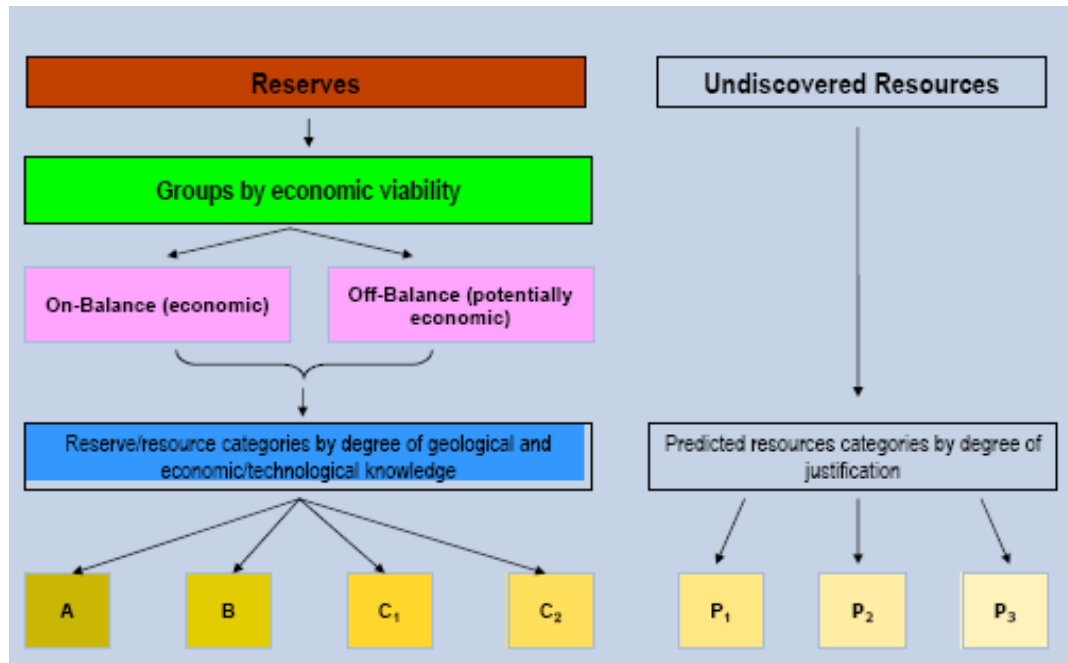 Reserves
Undiscovered Resources
Groups by economic viability
On-Balance (economic)
Off-Balance (potentially
economic)
Reserve/resource categories by degree of geological and
economic/technological knowledge
Predicted resources categories by degree of
justification
A
B
C₁
C₂
P₁
P₂
P₃